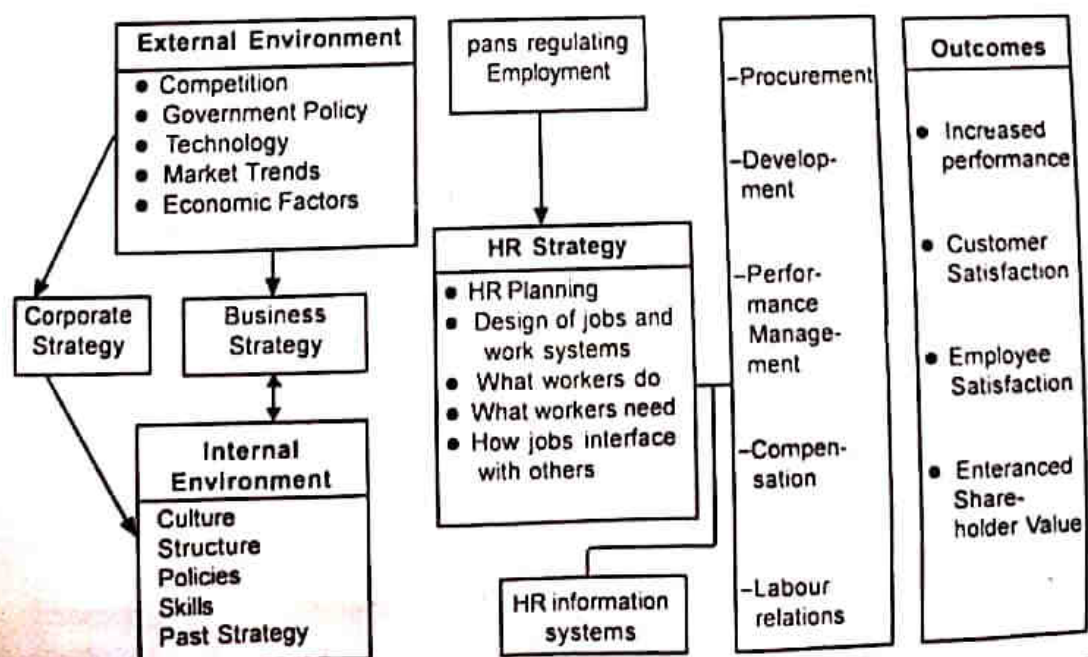 External Environment
● Competition
● Government Policy
● Technology
● Market Trends
● Economic Factors
Corporate
Strategy
Business
Strategy
Internal
Environment
Culture
Structure
Policies
Skills
Past Strategy
pans regulating
Employment
HR Strategy
● HR Planning
● Design of jobs and
work systems
● What workers do
● What workers need
● How jobs interface
with others
HR information
systems
–Procurement
–Develop-
ment
–Perfor-
mance
Manage-
ment
–Compen-
sation
–Labour
relations
Outcomes
● Increased
performance
● Customer
Satisfaction
● Employee
Satisfaction
● Enteranced
Share-
holder Value